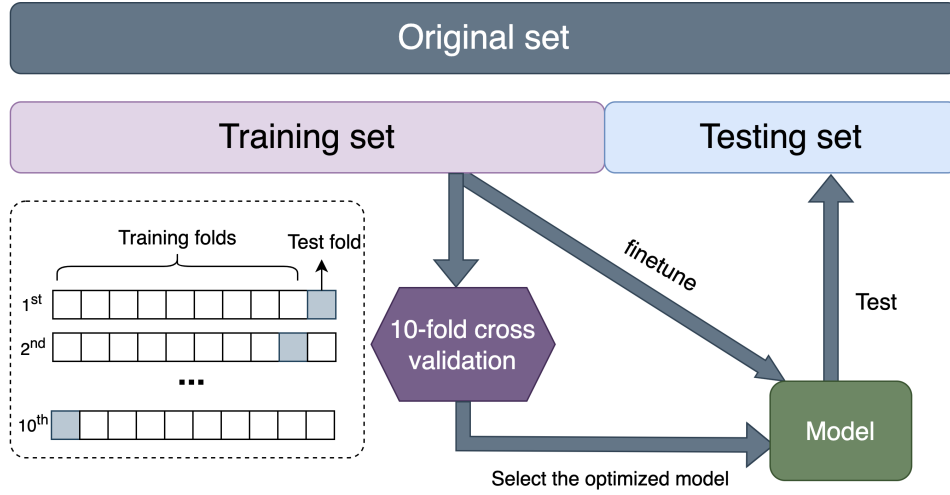 Original set
Training set
Testing set
Training folds
Test fold
1st
2nd
...
10th
10-fold cross
validation
finetune
Test
Model
Select the optimized model